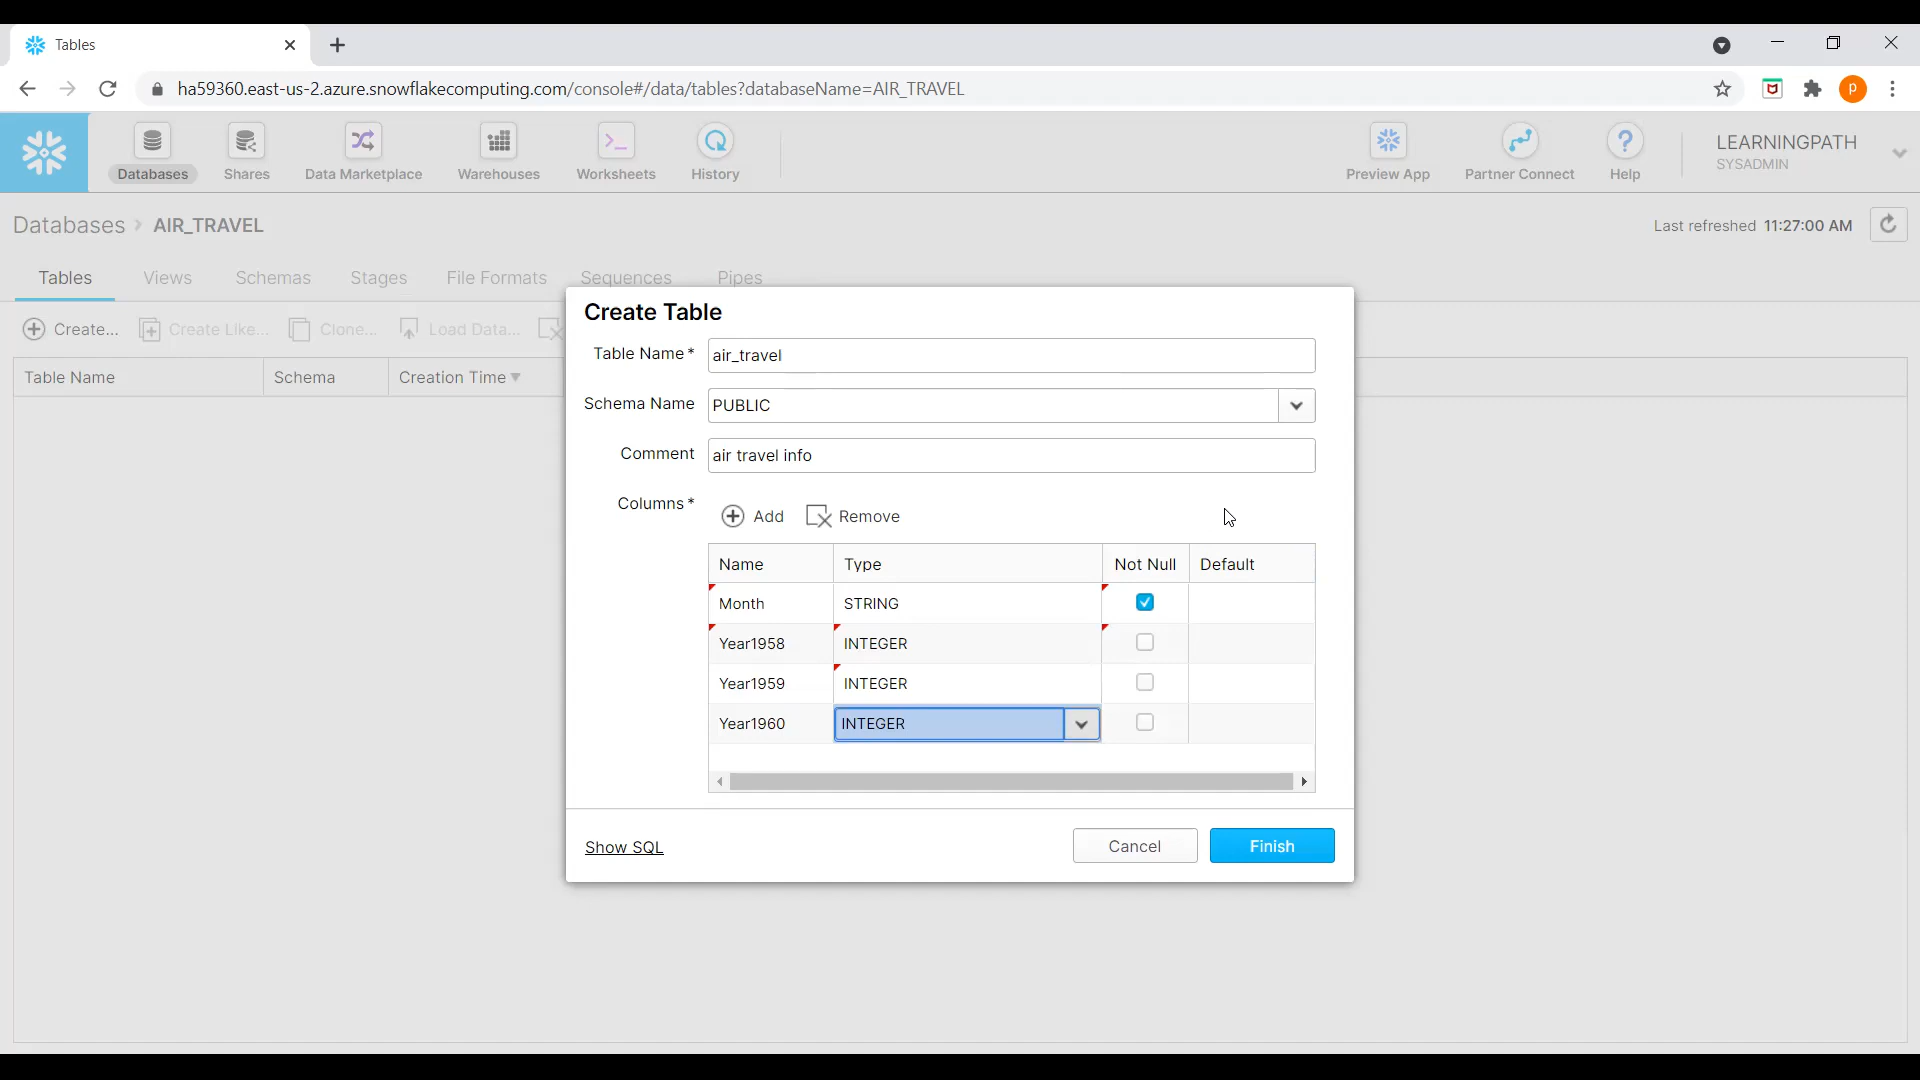 Tables
ha59360.east-us-2.azure.snowflakecomputing.com/console#/data/tables?databaseName=AIR_TRAVEL
p
Databases Shares Data Marketplace Warehouses Worksheets History Preview App Partner Connect Help
LEARNINGPATH
SYSADMIN
Databases AIR_TRAVEL Last refreshed 11:27:00 AM
Tables Views Schemas Stages File Formats Sequences Pipes
Create... Create Like... Clone... Load Data...
Table Name Schema Creation Time
Create Table
Table Name* air_travel
Schema Name PUBLIC
Comment air travel info
Columns* Add Remove
Name Type Not Null Default
Month STRING
Year1958 INTEGER
Year1959 INTEGER
Year1960 INTEGER
Show SQL Cancel Finish